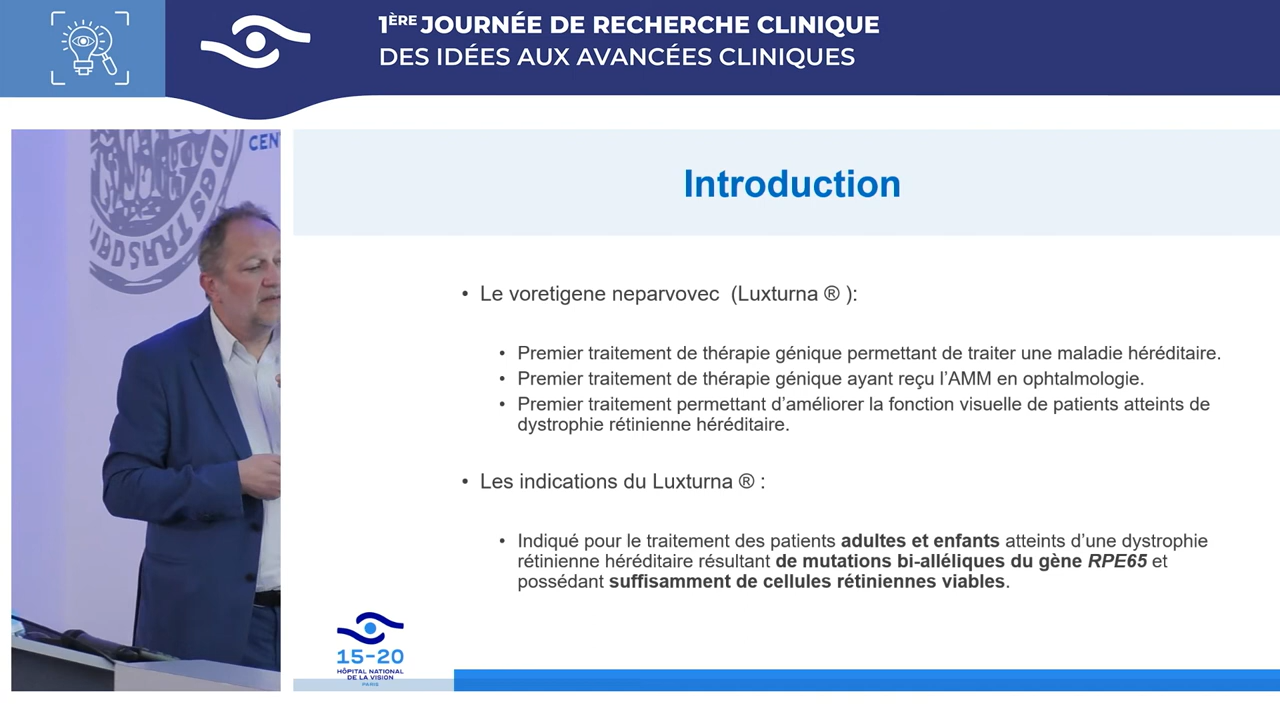 1ÈRE JOURNÉE DE RECHERCHE CLINIQUE
DES IDÉES AUX AVANCÉES CLINIQUES
CEN
Introduction
• Le voretigene neparvovec (Luxturna ® ):
• Premier traitement de thérapie génique permettant de traiter une maladie héréditaire.
• Premier traitement de thérapie génique ayant reçu l’AMM en ophtalmologie.
• Premier traitement permettant d’améliorer la fonction visuelle de patients atteints de
dystrophie rétinienne héréditaire.
• Les indications du Luxturna ® :
• Indiqué pour le traitement des patients adultes et enfants atteints d’une dystrophie
rétinienne héréditaire résultant de mutations bi-alléliques du gène RPE65 et
possédant suffisamment de cellules rétiniennes viables.
15-20
HÔPITAL NATIONAL
DE LA VISION
PARIS